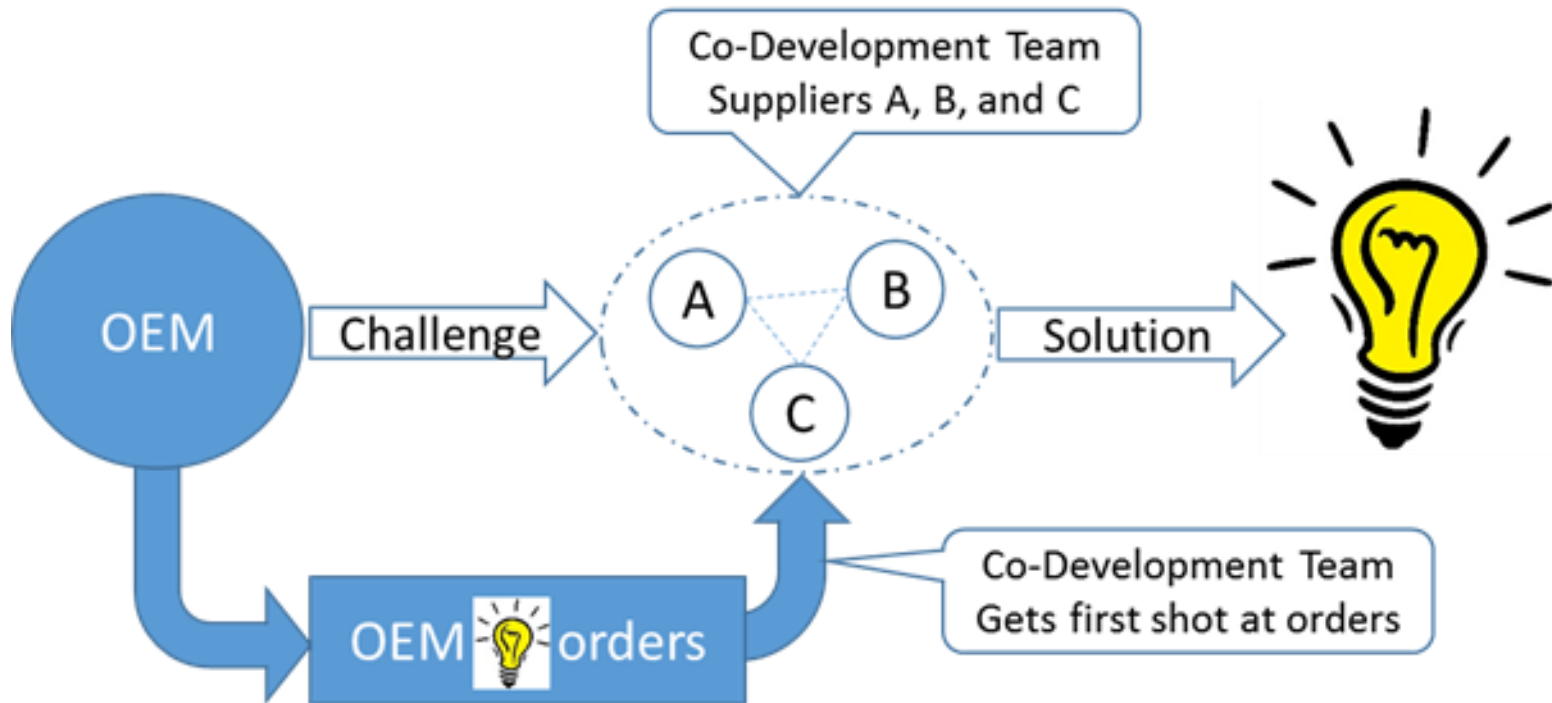 Co-Development Team
Suppliers A, B, and C
OEM
Challenge
A
B
C
Solution
OEM orders
Co-Development Team
Gets first shot at orders